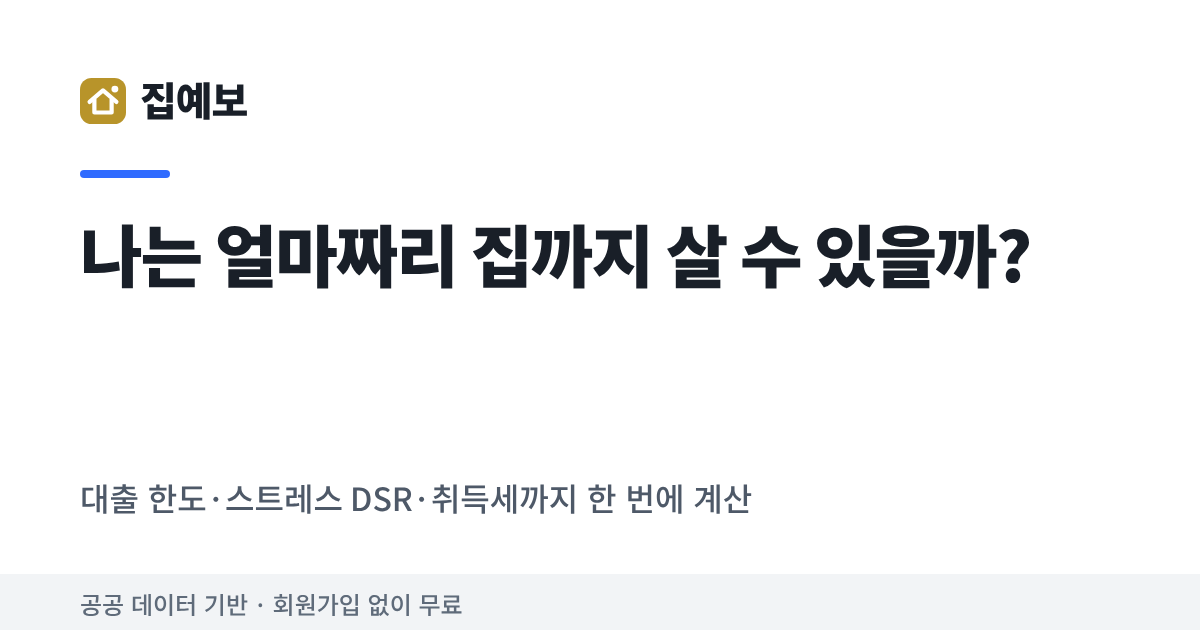 집예보
나는 얼마짜리 집까지 살 수 있을까?
대출 한도·스트레스 DSR·취득세까지 한 번에 계산
공공 데이터 기반 · 회원가입 없이 무료